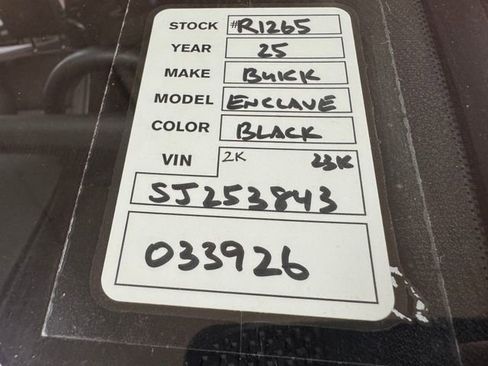 STOCK #R1265
YEAR 25
MAKE BUICK
MODEL ENCLAVE
COLOR BLACK
VIN 2K 23K
SJ253843
033926